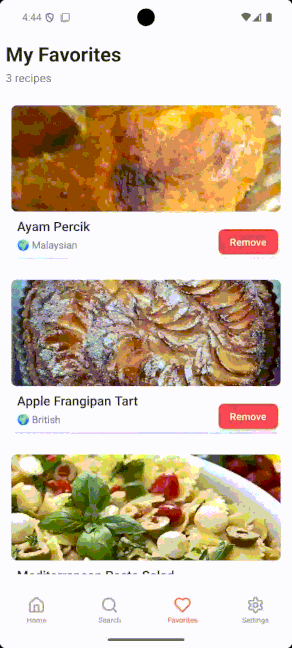 4:44
My Favorites
3 recipes
Ayam Percik
Malaysian
Remove
Apple Frangipan Tart
British
Remove
Mediterranean Pasta Salad
Home
Search
Favorites
Settings